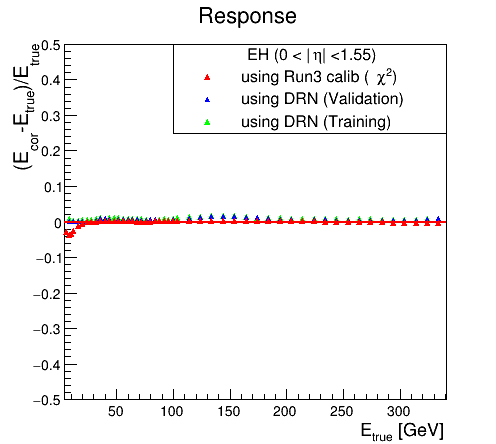 Response
(E_cor -E_true)/E_true
EH (0 < |η| <1.55)
using Run3 calib ( χ²)
using DRN (Validation)
using DRN (Training)
0.5
0.4
0.3
0.2
0.1
0
−0.1
−0.2
−0.3
−0.4
−0.5
50 100 150 200 250 300
E_true [GeV]